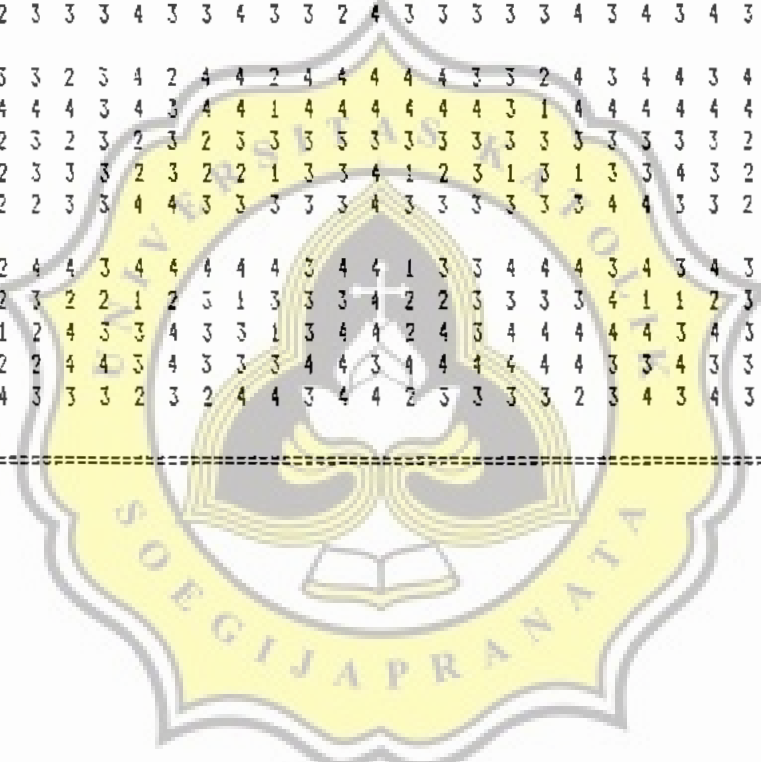 2 3 3 3 4 3 3 4 3 3 2 4 3 3 3 3 3 4 3 4 3 4 3
3 3 2 3 4 2 4 4 2 4 4 4 4 4 4 3 3 2 4 3 4 4 3 4
4 4 4 3 4 3 4 4 1 4 4 4 4 4 4 4 3 1 4 4 4 4 4 4
2 3 2 3 2 3 2 3 3 3 3 3 3 3 3 3 3 3 3 3 3 3 2
2 3 3 3 2 3 2 2 1 3 3 4 1 2 3 1 3 1 3 3 4 3 2
2 2 3 3 4 4 3 3 3 3 3 4 3 3 3 3 3 3 4 4 3 3 2
2 4 4 3 4 4 4 4 4 3 4 4 1 3 3 4 4 4 3 4 3 4 3
2 3 2 2 1 2 3 1 3 3 3 4 2 2 3 3 3 3 4 1 1 2 3
1 2 4 3 3 4 3 3 1 3 4 4 2 4 3 4 4 4 4 4 3 4 3
2 2 4 4 3 4 3 3 3 4 4 3 4 4 4 4 4 4 3 3 4 3 3
4 3 3 3 2 3 2 4 4 3 4 4 2 3 3 3 3 2 3 4 3 4 3
UNIVERSITAS KATOLIK
SOEGIJAPRANATA